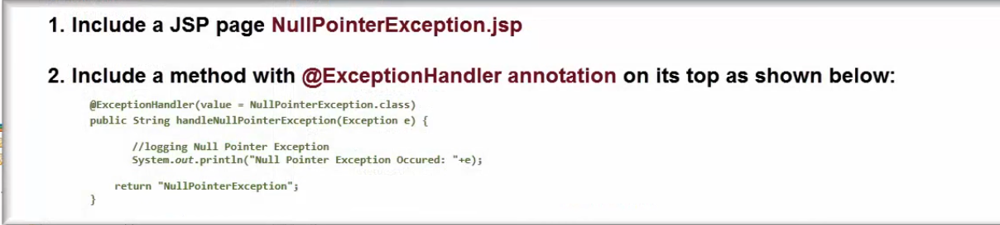 1. Include a JSP page NullPointerException.jsp
2. Include a method with @ExceptionHandler annotation on its top as shown below:
@ExceptionHandler(value = NullPointerException.class)
public String handleNullPointerException(Exception e) {
//logging Null Pointer Exception
System.out.println("Null Pointer Exception Occured: "+e);
return "NullPointerException";
}